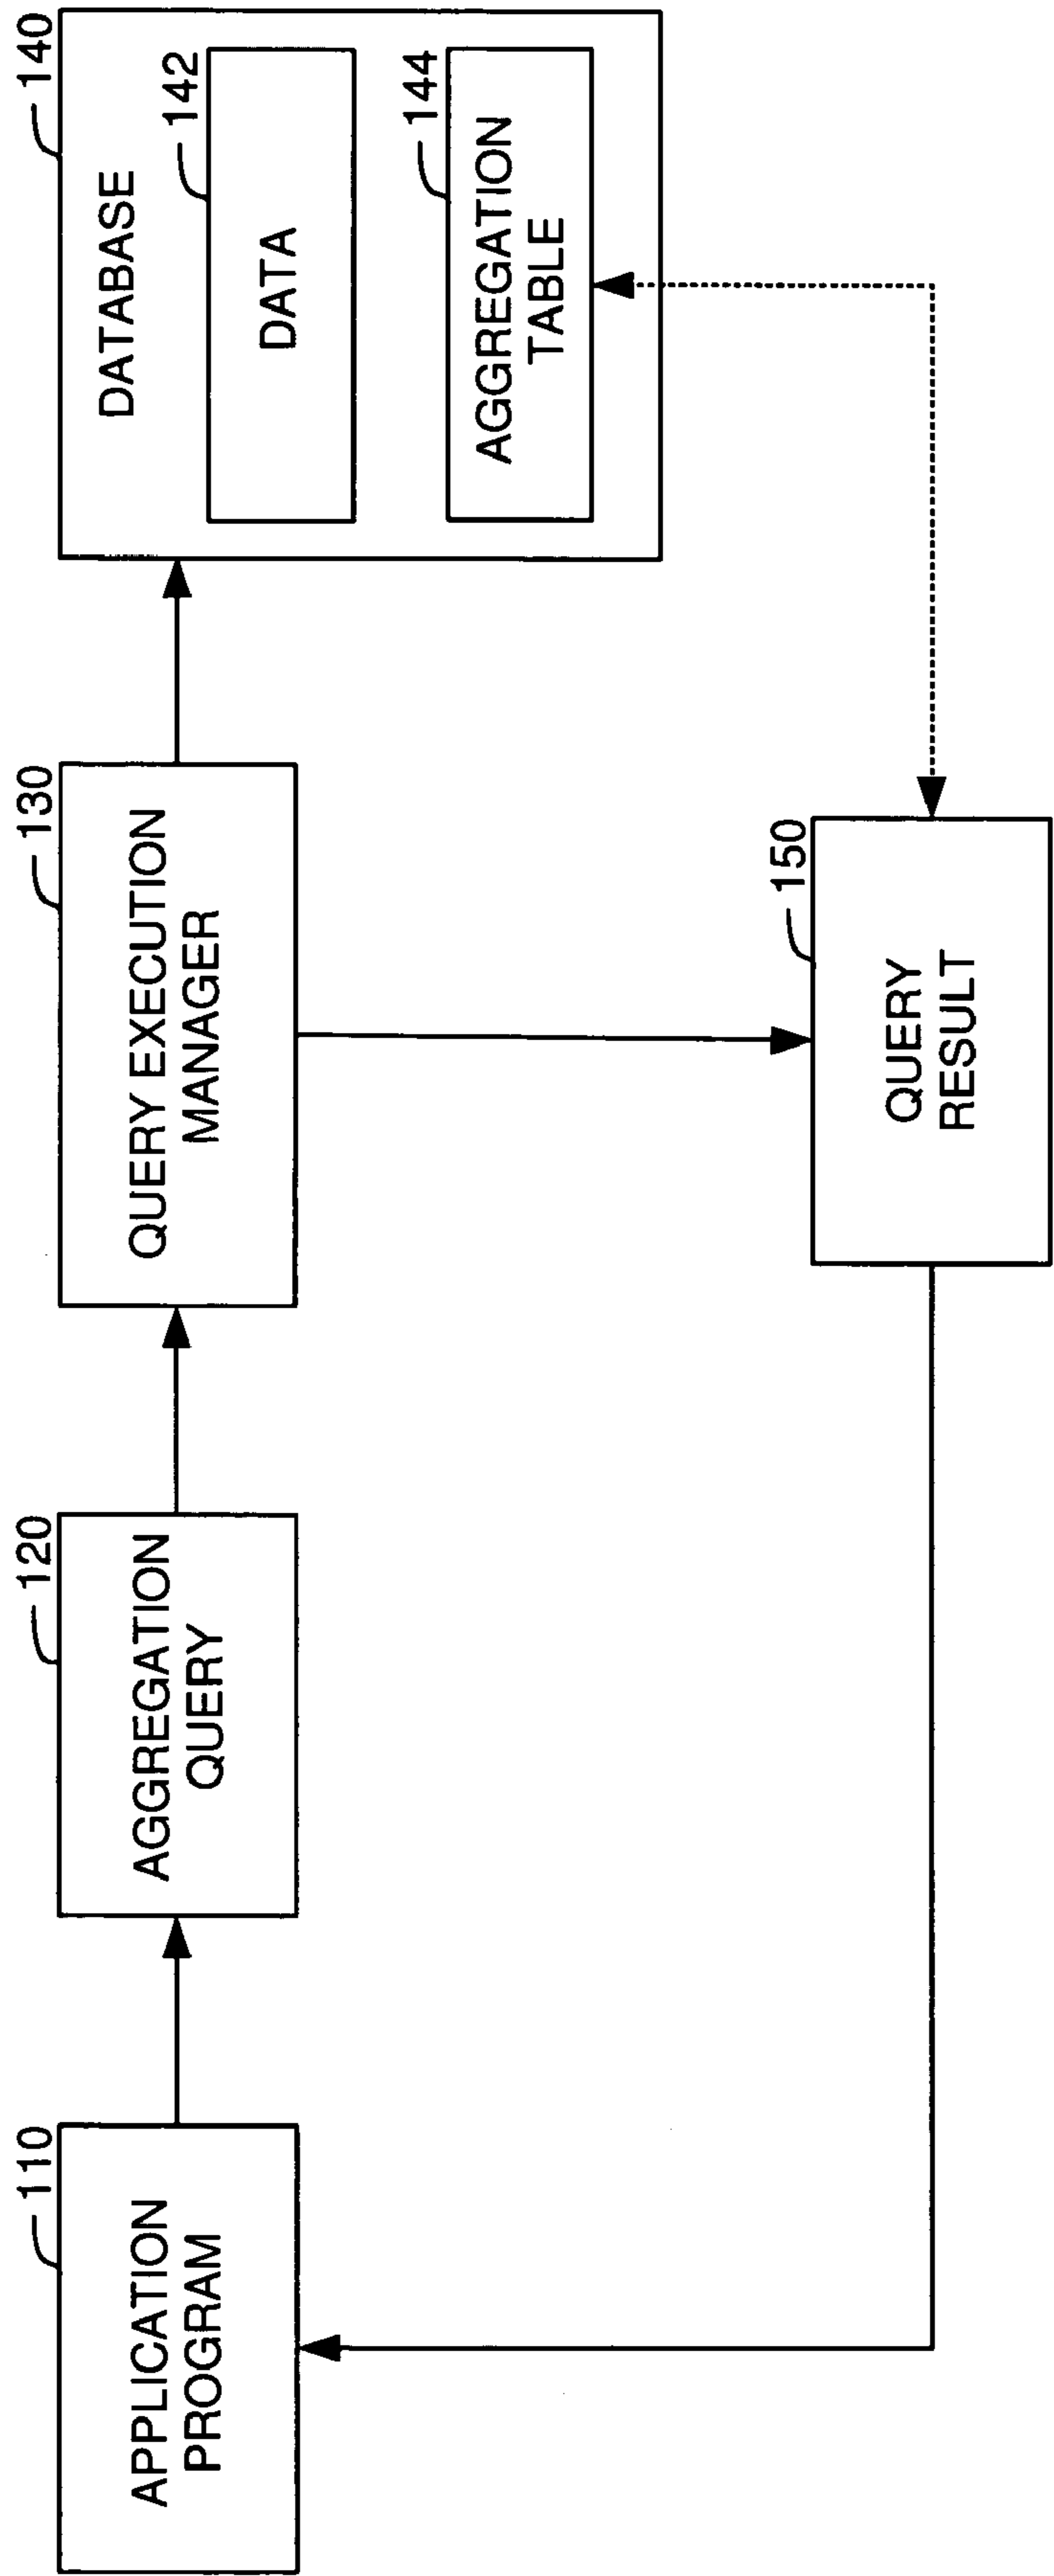 110
APPLICATION
PROGRAM
120
AGGREGATION
QUERY
130
QUERY EXECUTION
MANAGER
140
DATABASE
142
DATA
144
AGGREGATION
TABLE
150
QUERY
RESULT